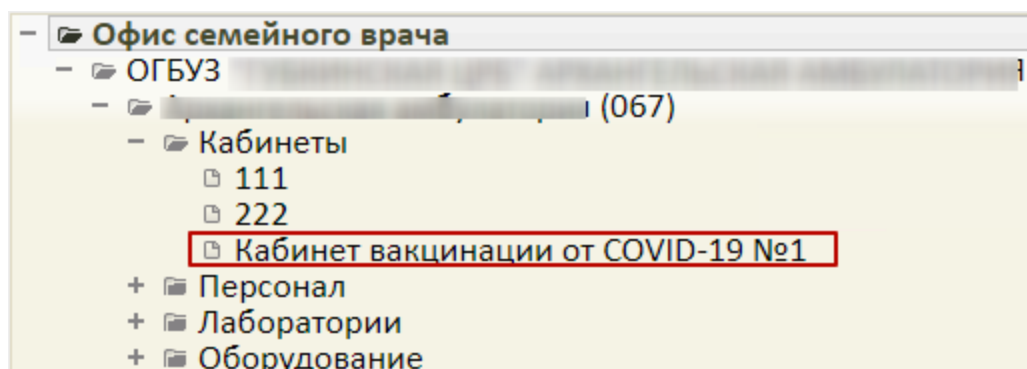 Офис семейного врача
ОГБУЗ
(067)
Кабинеты
111
222
Кабинет вакцинации от COVID-19 №1
Персонал
Лаборатории
Оборудование